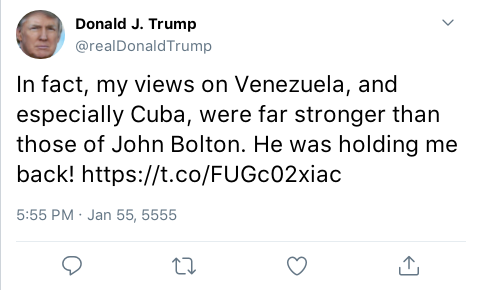 Donald J. Trump
@realDonaldTrump
In fact, my views on Venezuela, and
especially Cuba, were far stronger than
those of John Bolton. He was holding me
back! https://t.co/FUGc02xiac
5:55 PM · Jan 55, 5555